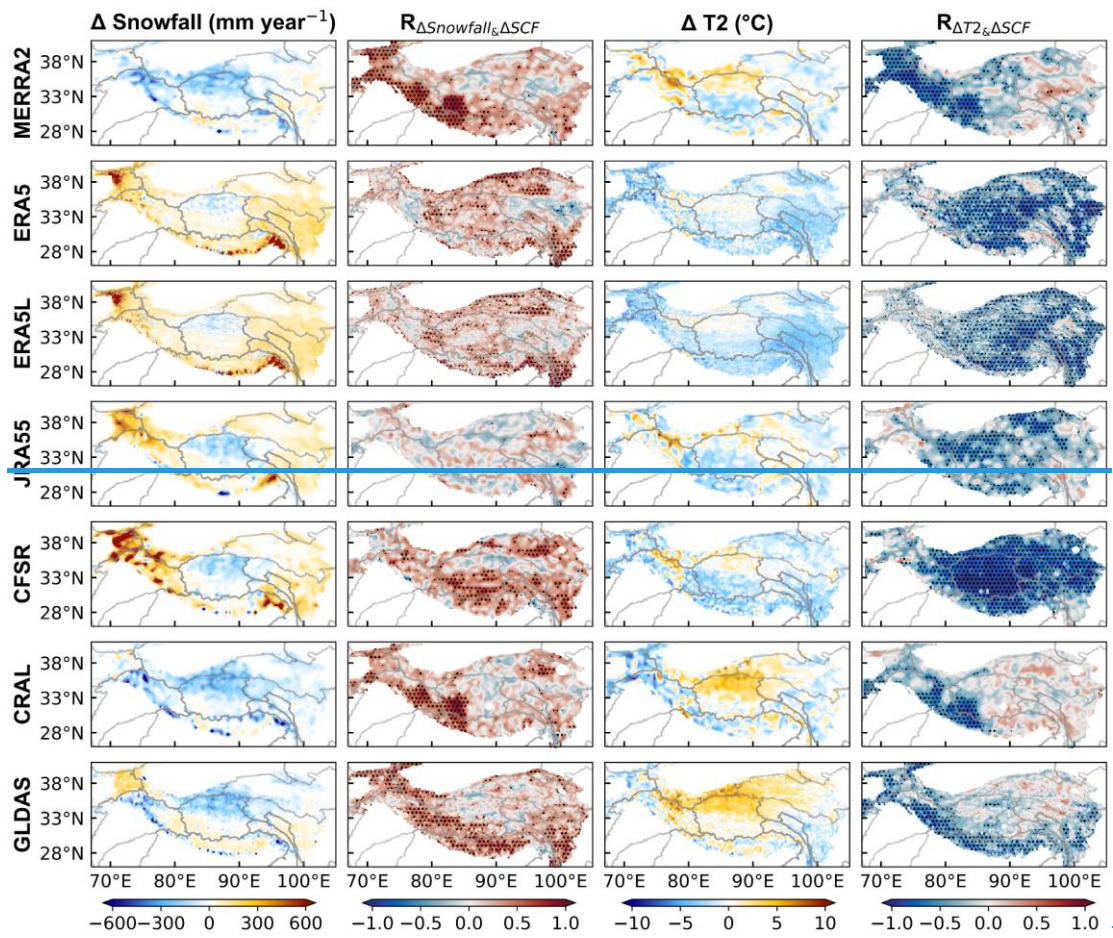 Δ Snowfall (mm year⁻¹) R_ΔSnowfall&ΔSCF Δ T2 (°C) R_ΔT2&ΔSCF
MERRA2
38°N
33°N
28°N
ERA5
38°N
33°N
28°N
ERA5L
38°N
33°N
28°N
JRA55
38°N
33°N
28°N
CFSR
38°N
33°N
28°N
CRAL
38°N
33°N
28°N
GLDAS
38°N
33°N
28°N
70°E 80°E 90°E 100°E 70°E 80°E 90°E 100°E 70°E 80°E 90°E 100°E 70°E 80°E 90°E 100°E
−600 −300 0 300 600 −1.0 −0.5 0.0 0.5 1.0 −10 −5 0 5 10 −1.0 −0.5 0.0 0.5 1.0